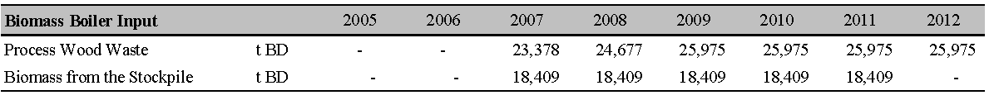 Biomass Boiler Input 2005 2006 2007 2008 2009 2010 2011 2012
Process Wood Waste t BD - - 23,378 24,677 25,975 25,975 25,975 25,975
Biomass from the Stockpile t BD - - 18,409 18,409 18,409 18,409 18,409 -